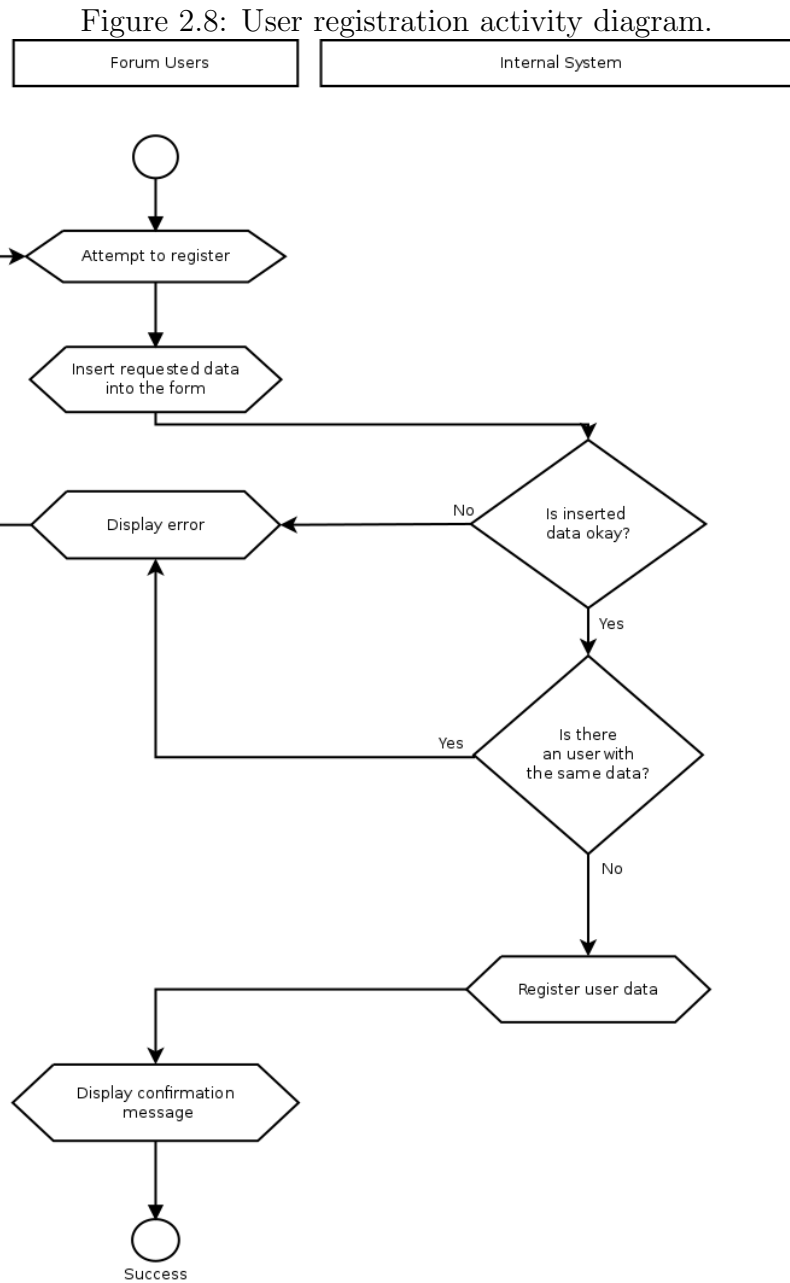 Figure 2.8: User registration activity diagram.
Forum Users
Internal System
Attempt to register
Insert requested data
into the form
Is inserted
data okay?
No
Display error
Yes
Is there
an user with
the same data?
Yes
No
Register user data
Display confirmation
message
Success